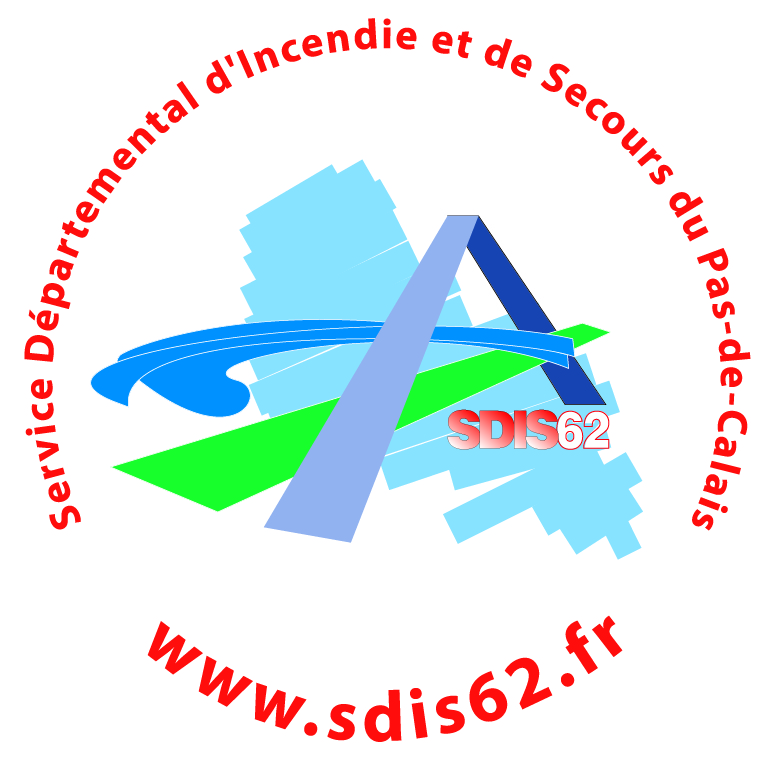 Service Départemental d'Incendie et de Secours du Pas-de-Calais
SDIS62
www.sdis62.fr